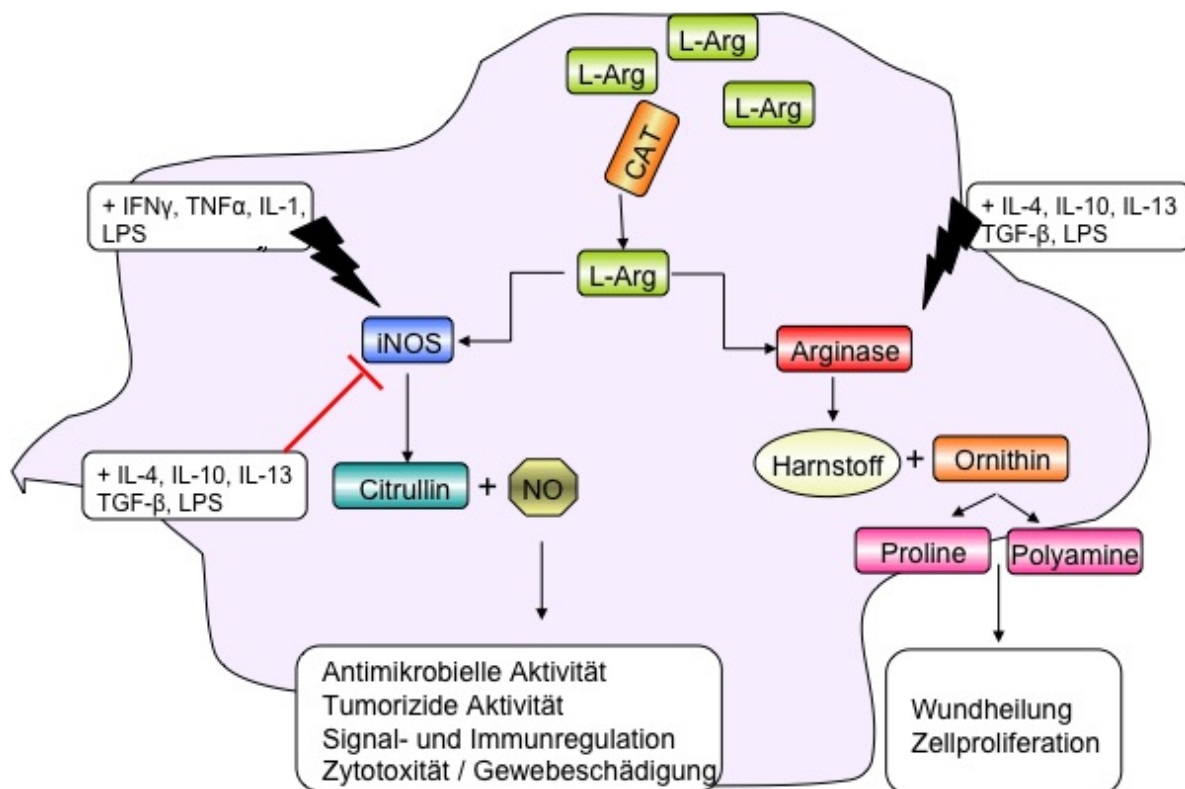 L-Arg
L-Arg
L-Arg
CAT
+ IFNγ, TNFα, IL-1,
LPS
„
+ IL-4, IL-10, IL-13
TGF-β, LPS
L-Arg
iNOS
Arginase
+ IL-4, IL-10, IL-13
TGF-β, LPS
Citrullin + NO
Harnstoff + Ornithin
Proline
Polyamine
Antimikrobielle Aktivität
Tumorizide Aktivität
Signal- und Immunregulation
Zytotoxität / Gewebeschädigung
Wundheilung
Zellproliferation